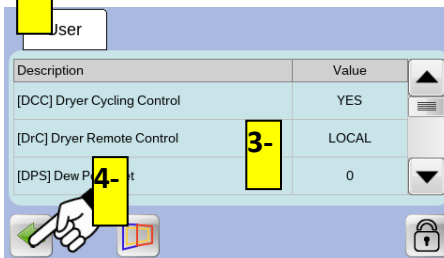 User
Description Value
[DCC] Dryer Cycling Control YES
[DrC] Dryer Remote Control LOCAL
3-
[DPS] Dew 0
4-